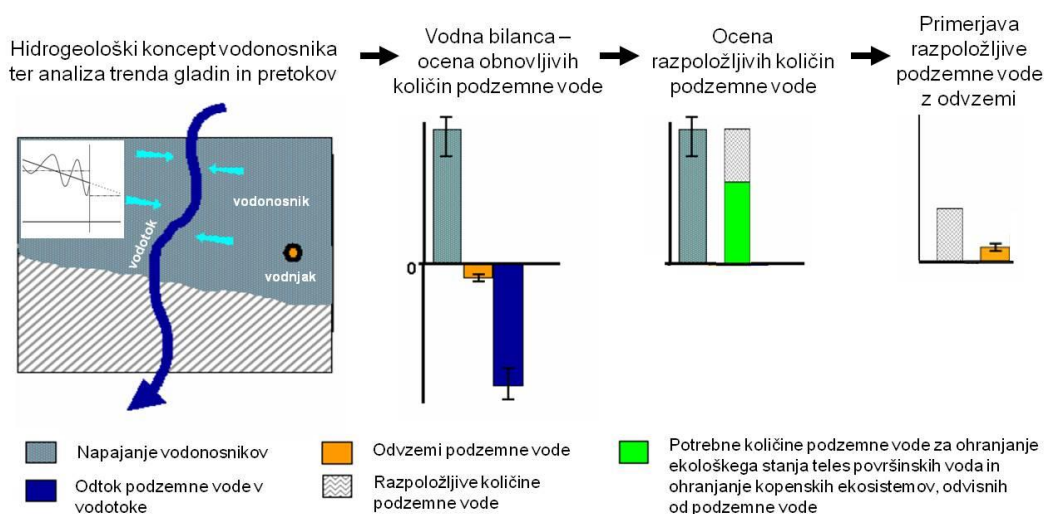 Hidrogeološki koncept vodonosnika
ter analiza trenda gladin in pretokov
Vodna bilanca –
ocena obnovljivih
količin podzemne vode
Ocena
razpoložljivih količin
podzemne vode
Primerjava
razpoložljive
podzemne vode
z odvzemi
vodonosnik
vodotok
vodnjak
0
Napajanje vodonosnikov
Odtok podzemne vode v
vodotoke
Odvzemi podzemne vode
Razpoložljive količine
podzemne vode
Potrebne količine podzemne vode za ohranjanje
ekološkega stanja teles površinskih voda in
ohranjanje kopenskih ekosistemov, odvisnih
od podzemne vode